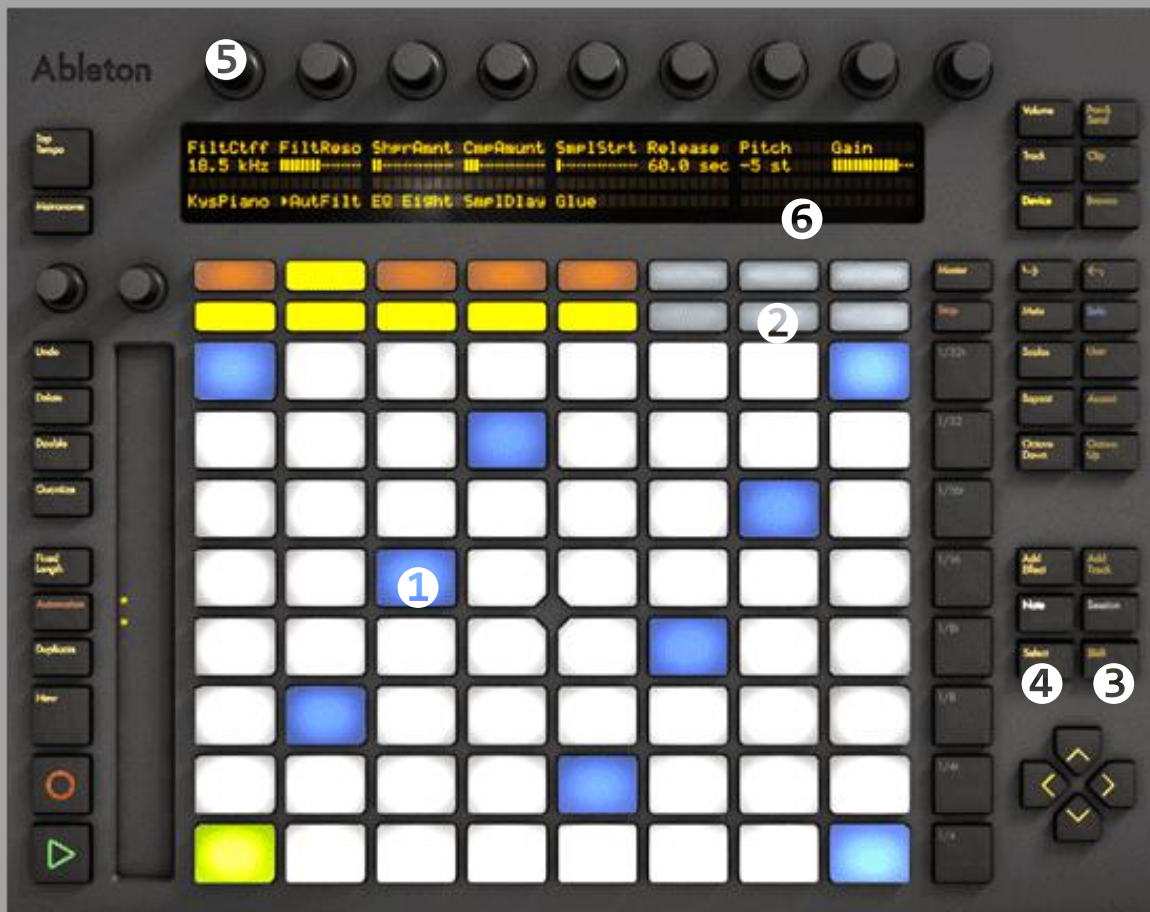 5
Ableton
Volume
Pan &
Send
Tap
Tempo
Track
Clip
FiltCtff FiltReso ShprAmnt CmpAmunt SmplStrt Release Pitch Gain
18.5 kHz 60.0 sec -5 st
KysPiano ▸AutFilt EQ Eight SmplDlay Glue
Metronome
Device
Browse
6
Master
Stop
2
Mute
Solo
Undo
1/32t
Scales
User
Delete
Repeat
Accent
1/32
Double
Octave
Down
Octave
Up
Quantize
1/16t
Fixed
Length
1/16
Add
Effect
Add
Track
1
Automation
Note
Session
Duplicate
1/8t
Select
Shift
4
3
New
1/8
1/4t
1/4